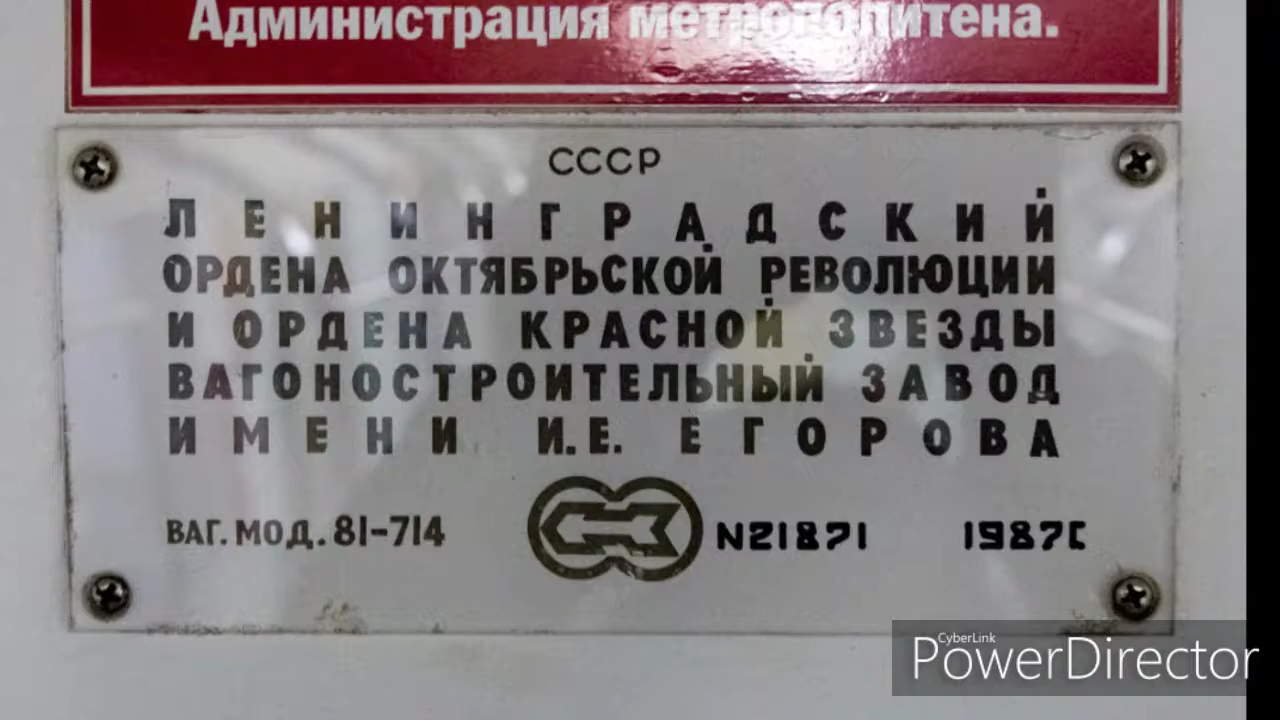 Администрация метрополитена.
СССР
ЛЕНИНГРАДСКИЙ
ОРДЕНА ОКТЯБРЬСКОЙ РЕВОЛЮЦИИ
И ОРДЕНА КРАСНОЙ ЗВЕЗДЫ
ВАГОНОСТРОИТЕЛЬНЫЙ ЗАВОД
ИМЕНИ И.Е. ЕГОРОВА
ВАГ. МОД. 81-714 N21871 1987Г
CyberLink
PowerDirector